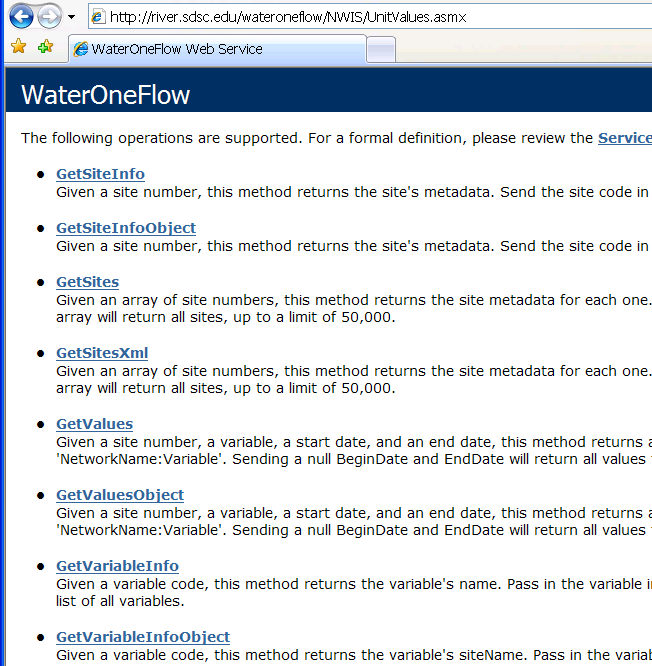 http://river.sdsc.edu/wateroneflow/NWIS/UnitValues.asmx
WaterOneFlow Web Service
WaterOneFlow
The following operations are supported. For a formal definition, please review the Service
• GetSiteInfo
Given a site number, this method returns the site's metadata. Send the site code in
• GetSiteInfoObject
Given a site number, this method returns the site's metadata. Send the site code in
• GetSites
Given an array of site numbers, this method returns the site metadata for each one.
array will return all sites, up to a limit of 50,000.
• GetSitesXml
Given an array of site numbers, this method returns the site metadata for each one.
array will return all sites, up to a limit of 50,000.
• GetValues
Given a site number, a variable, a start date, and an end date, this method returns a
'NetworkName:Variable'. Sending a null BeginDate and EndDate will return all values
• GetValuesObject
Given a site number, a variable, a start date, and an end date, this method returns a
'NetworkName:Variable'. Sending a null BeginDate and EndDate will return all values
• GetVariableInfo
Given a variable code, this method returns the variable's name. Pass in the variable i
list of all variables.
• GetVariableInfoObject
Given a variable code, this method returns the variable's siteName. Pass in the variab